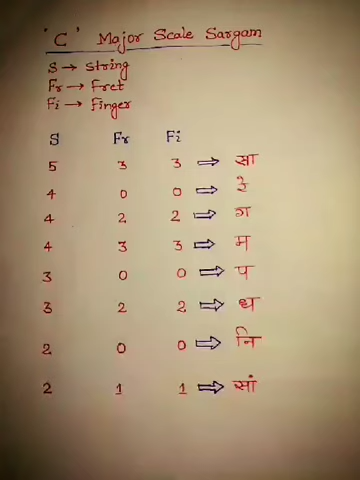 'C' Major Scale Sargam
S → String
Fr → Fret
Fi → Finger
S Fr Fi
5 3 3 ⇒ सा
4 0 0 ⇒ रे
4 2 2 ⇒ ग
4 3 3 ⇒ म
3 0 0 ⇒ प
3 2 2 ⇒ ध
2 0 0 ⇒ नि
2 1 1 ⇒ सां